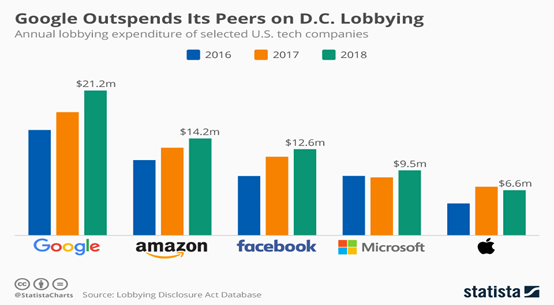 Google Outspends Its Peers on D.C. Lobbying
Annual lobbying expenditure of selected U.S. tech companies
2016 2017 2018
$21.2m
$14.2m
$12.6m
$9.5m
$6.6m
Google amazon facebook Microsoft
@StatistaCharts Source: Lobbying Disclosure Act Database
statista